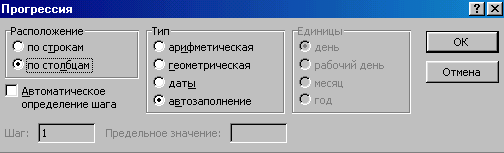 Прогрессия
Расположение
по строкам
по столбцам
Автоматическое
определение шага
Тип
арифметическая
геометрическая
даты
автозаполнение
Единицы
день
рабочий день
месяц
год
ОК
Отмена
Шаг: 1
Предельное значение: